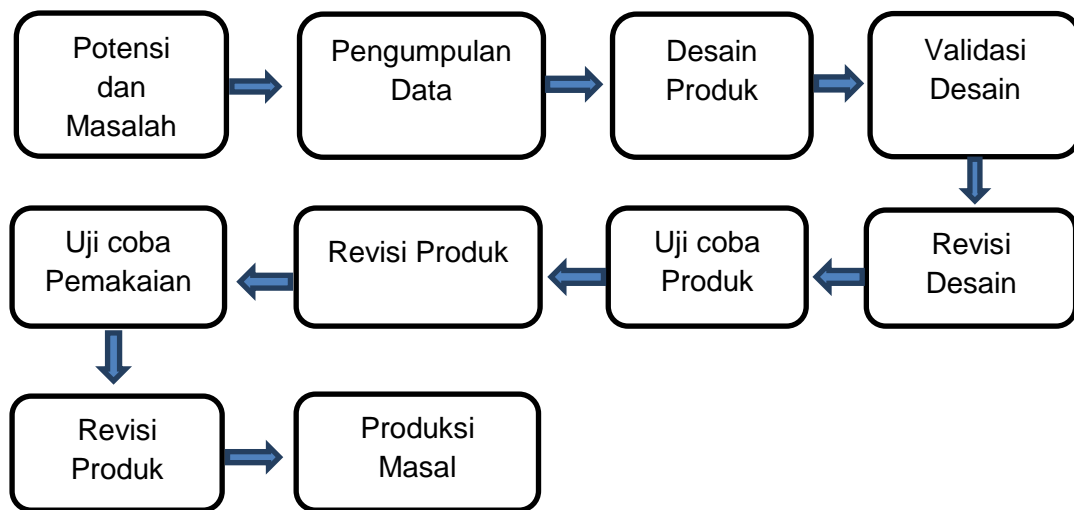 Potensi
dan
Masalah
Pengumpulan
Data
Desain
Produk
Validasi
Desain
Revisi
Desain
Uji coba
Produk
Revisi Produk
Uji coba
Pemakaian
Revisi
Produk
Produksi
Masal